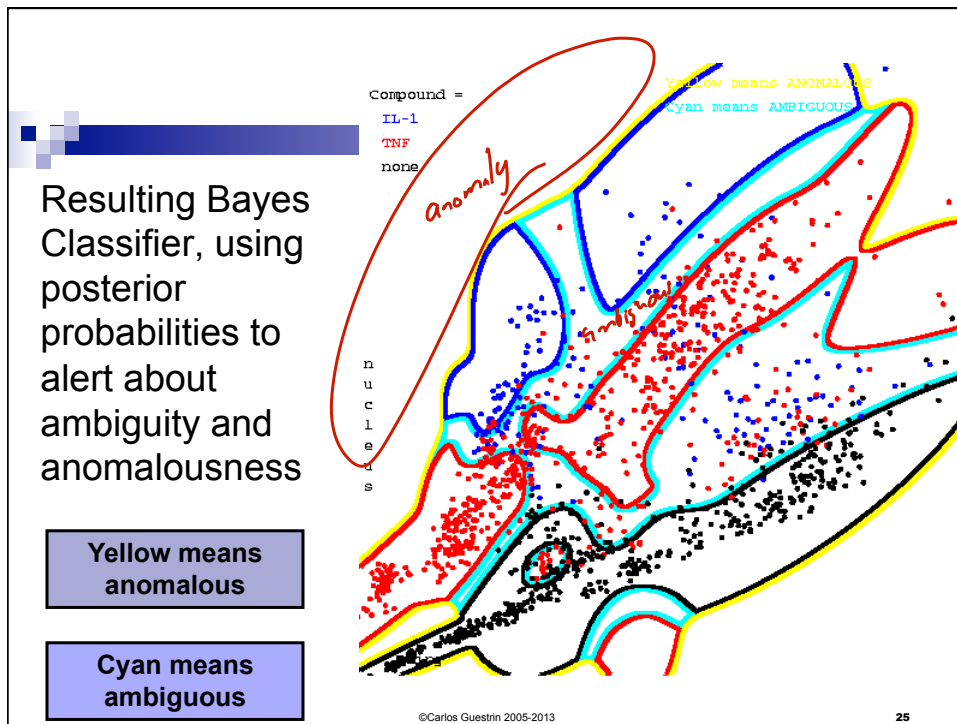 Resulting Bayes
Classifier, using
posterior
probabilities to
alert about
ambiguity and
anomalousness
Yellow means
anomalous
Cyan means
ambiguous
Compound =
IL-1
TNF
none
Yellow means ANOMALOUS
Cyan means AMBIGUOUS
anomaly
ambiguous
n
u
c
l
e
u
s
©Carlos Guestrin 2005-2013
25